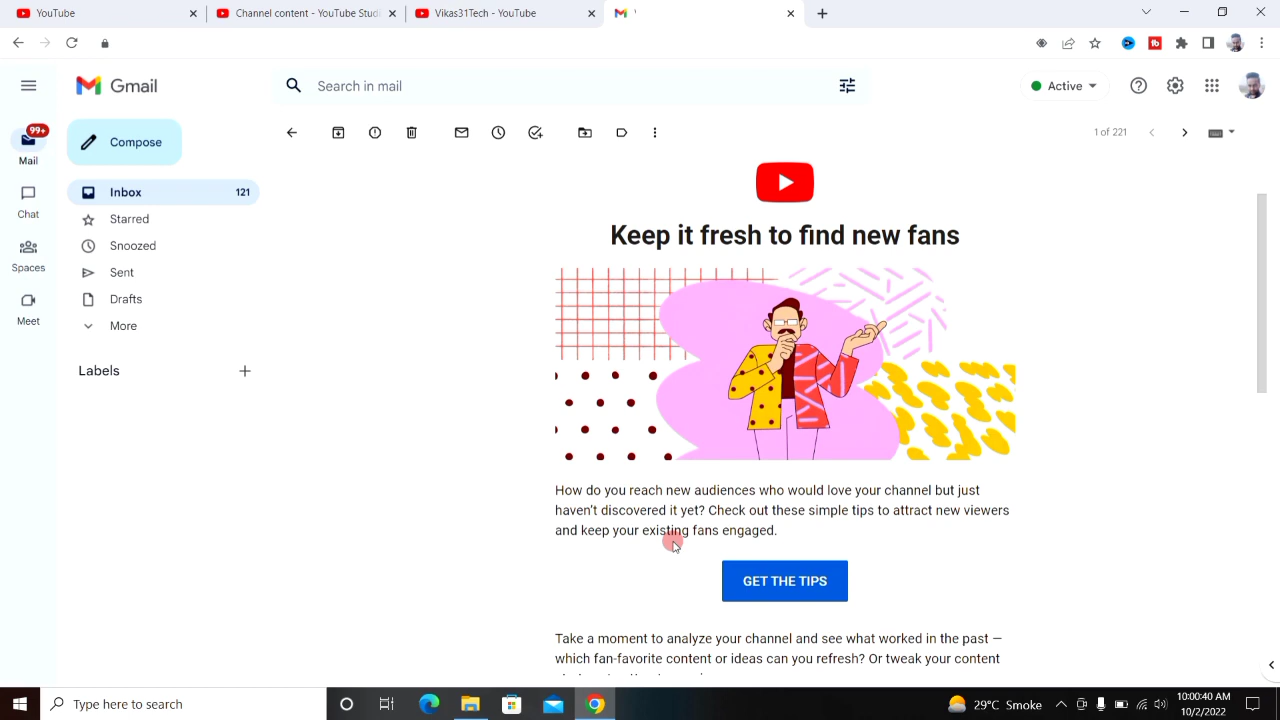 YouTube
Channel content - YouTube Stud
Vikas31Tech - YouTube
Gmail
Search in mail
Active
99+
Mail
Compose
1 of 221
Inbox 121
Chat
Starred
Snoozed
Spaces
Sent
Drafts
Meet
More
Labels
Keep it fresh to find new fans
How do you reach new audiences who would love your channel but just
haven't discovered it yet? Check out these simple tips to attract new viewers
and keep your existing fans engaged.
GET THE TIPS
Take a moment to analyze your channel and see what worked in the past —
which fan-favorite content or ideas can you refresh? Or tweak your content
Type here to search
29°C Smoke
10:00:40 AM
10/2/2022